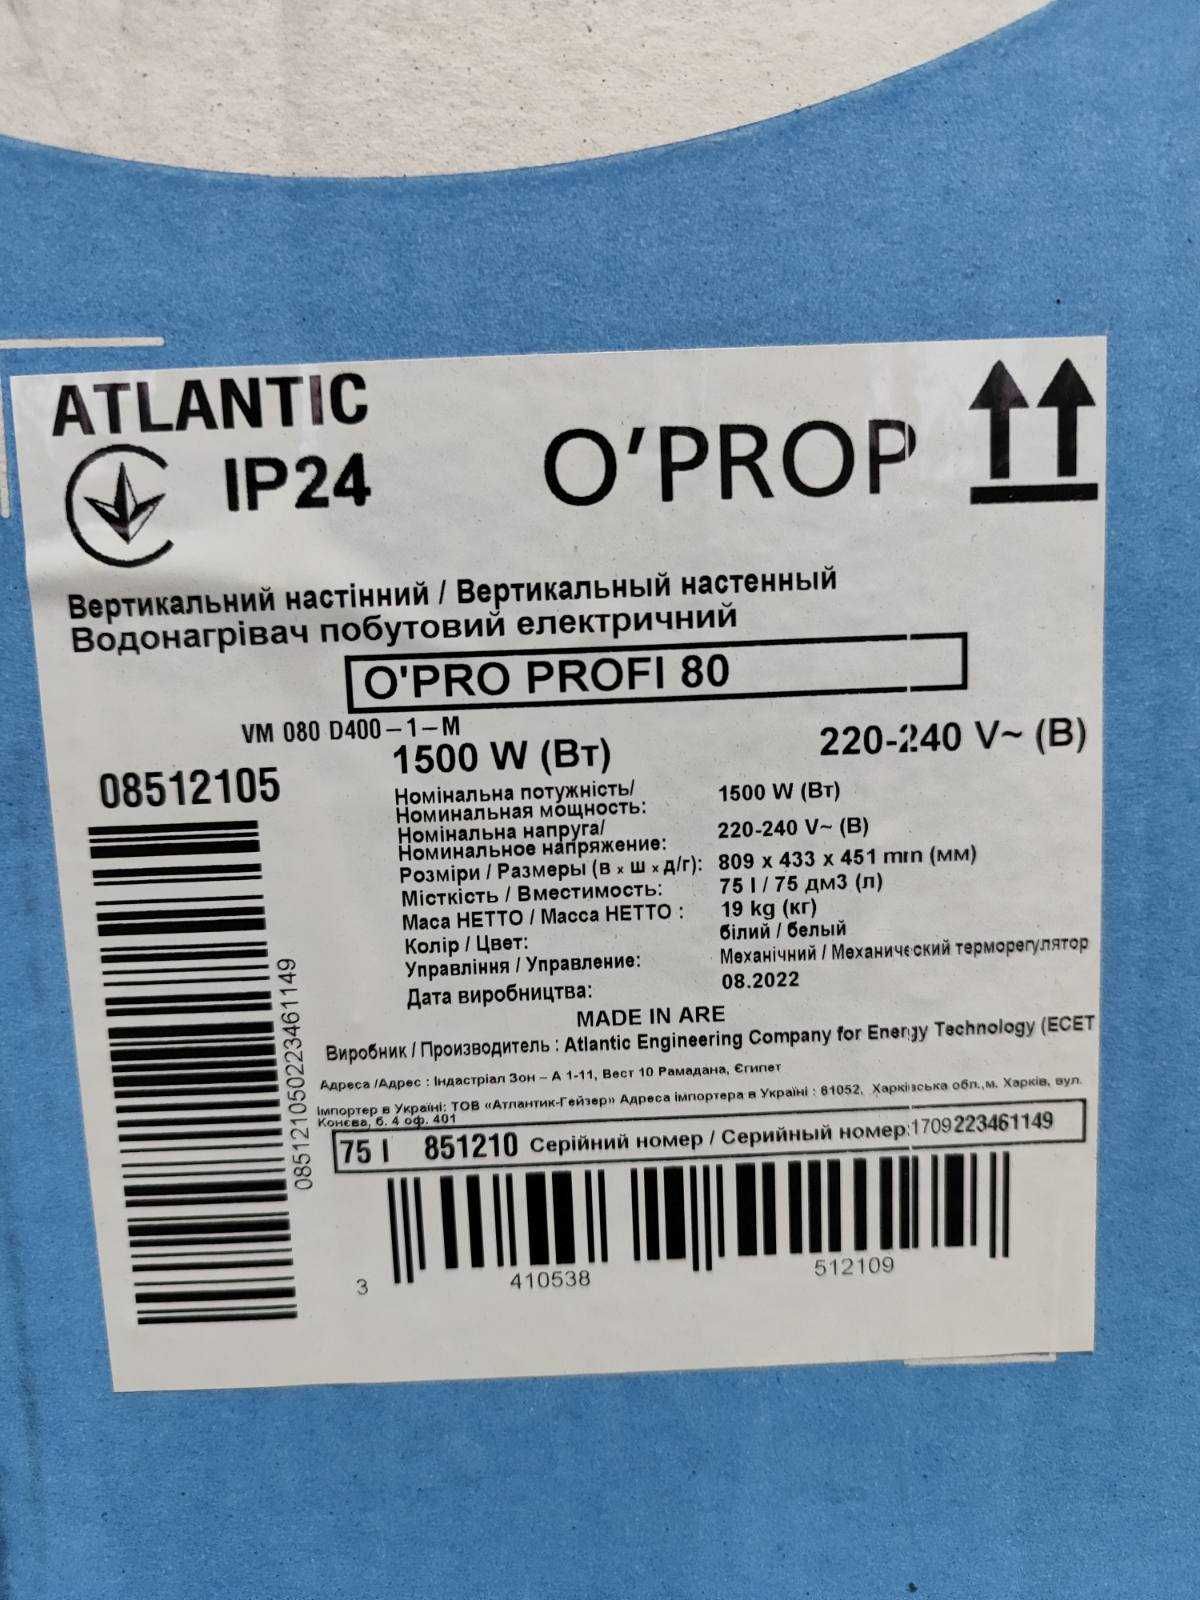 ATLANTIC
IP24
O'PROP
Вертикальний настінний / Вертикальный настенный
Водонагрівач побутовий електричний
O'PRO PROFI 80
VM 080 D400-1-M
1500 W (Вт)
220-240 V~ (В)
08512105
Номінальна потужність/
Номинальная мощность:
1500 W (Вт)
Номінальна напруга/
Номинальное напряжение:
220-240 V~ (В)
Розміри / Размеры (в х ш х д/г): 809 x 433 x 451 mm (мм)
Місткість / Вместимость: 75 l / 75 дм3 (л)
Маса НЕТТО / Масса НЕТТО : 19 kg (кг)
Колір / Цвет: білий / белый
Управління / Управление: Механічний / Механический терморегулятор
Дата виробництва: 08.2022
MADE IN ARE
Виробник / Производитель : Atlantic Engineering Company for Energy Technology (ECET
Адреса /Адрес : Індастріал Зон – А 1-11, Вест 10 Рамадана, Єгипет
Імпортер в Україні: ТОВ «Атлантик-Гейзер» Адреса імпортера в Україні : 61052, Харківська обл.,м. Харків, вул.
Конєва, б. 4 оф. 401
75 l 851210 Серійний номер / Серийный номер:1709223461149
085121050223461149
3 410538 512109